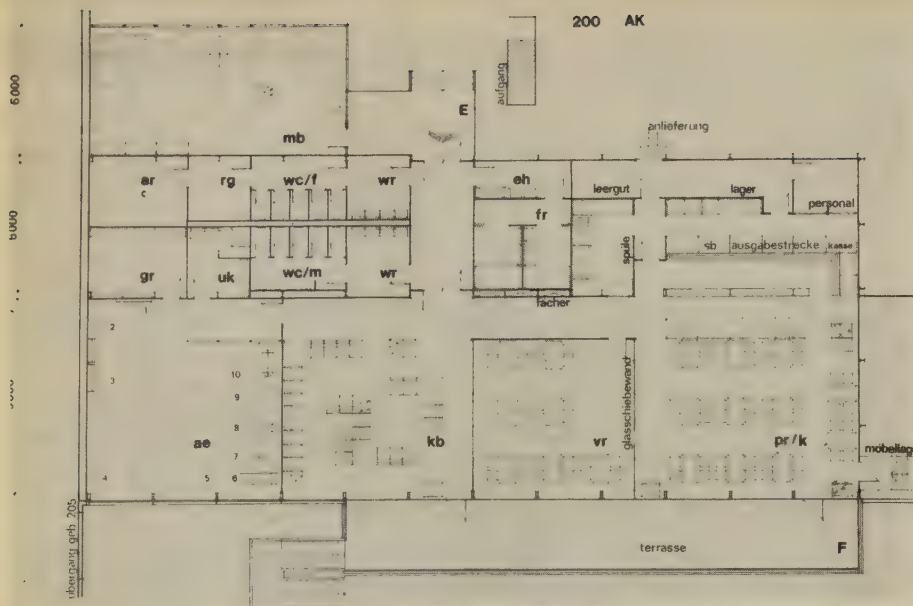 200 AK
6000
aufgang
E
anlieferung
mb
ar
c
rg
wc/f
wr
eh
leergut
lager
personal
fr
6000
spüle
sb ausgabestrecke kasse
gr
uk
wc/m
wr
fächer
1
2
3
10
9
8
7
4
5
6
ae
kb
vr
glasschiebewand
pr/k
möbellag
übergang geb. 205
terrasse
F